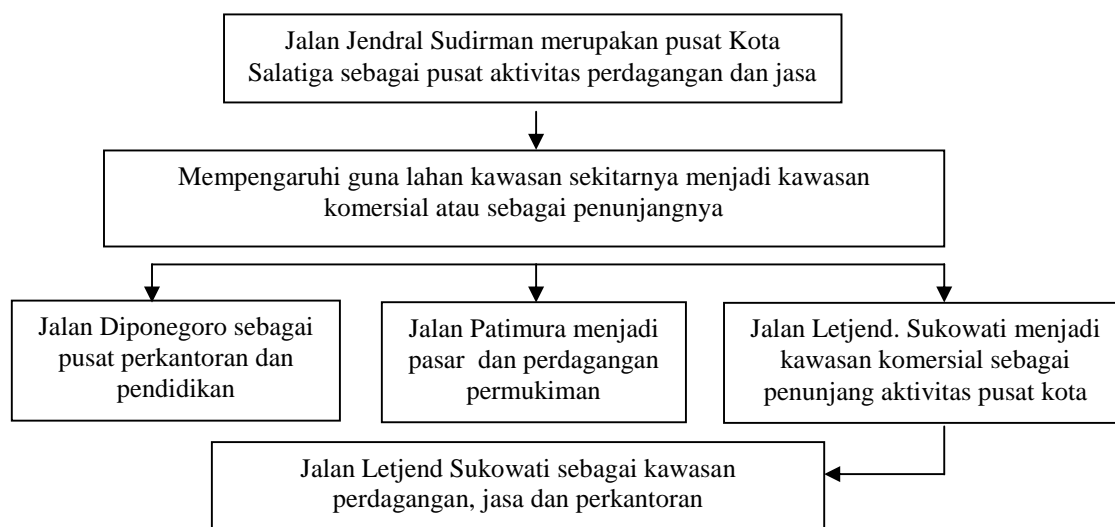 Jalan Jendral Sudirman merupakan pusat Kota
Salatiga sebagai pusat aktivitas perdagangan dan jasa
Mempengaruhi guna lahan kawasan sekitarnya menjadi kawasan
komersial atau sebagai penunjangnya
Jalan Diponegoro sebagai
pusat perkantoran dan
pendidikan
Jalan Patimura menjadi
pasar dan perdagangan
permukiman
Jalan Letjend. Sukowati menjadi
kawasan komersial sebagai
penunjang aktivitas pusat kota
Jalan Letjend Sukowati sebagai kawasan
perdagangan, jasa dan perkantoran